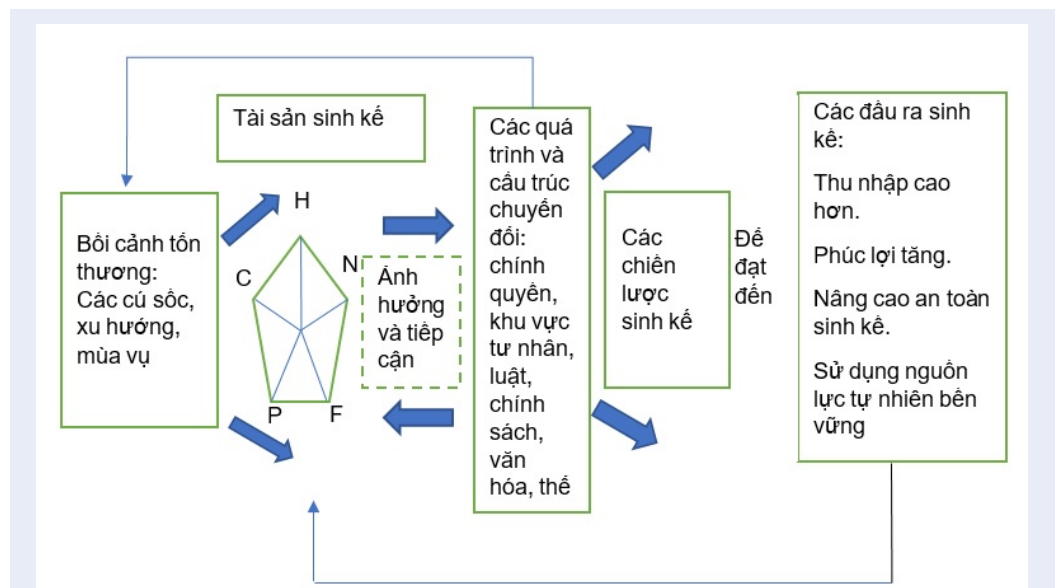 Tài sản sinh kế
Bối cảnh tổn
thương:
Các cú sốc,
xu hướng,
mùa vụ
H
C
N
P
F
Ảnh
hưởng
và tiếp
cận
Các quá
trình và
cấu trúc
chuyển
đổi:
chính
quyền,
khu vực
tư nhân,
luật,
chính
sách,
văn
hóa, thể
Các
chiến
lược
sinh kế
Để
đạt
đến
Các đầu ra sinh
kế:
Thu nhập cao
hơn.
Phúc lợi tăng.
Nâng cao an toàn
sinh kế.
Sử dụng nguồn
lực tự nhiên bền
vững